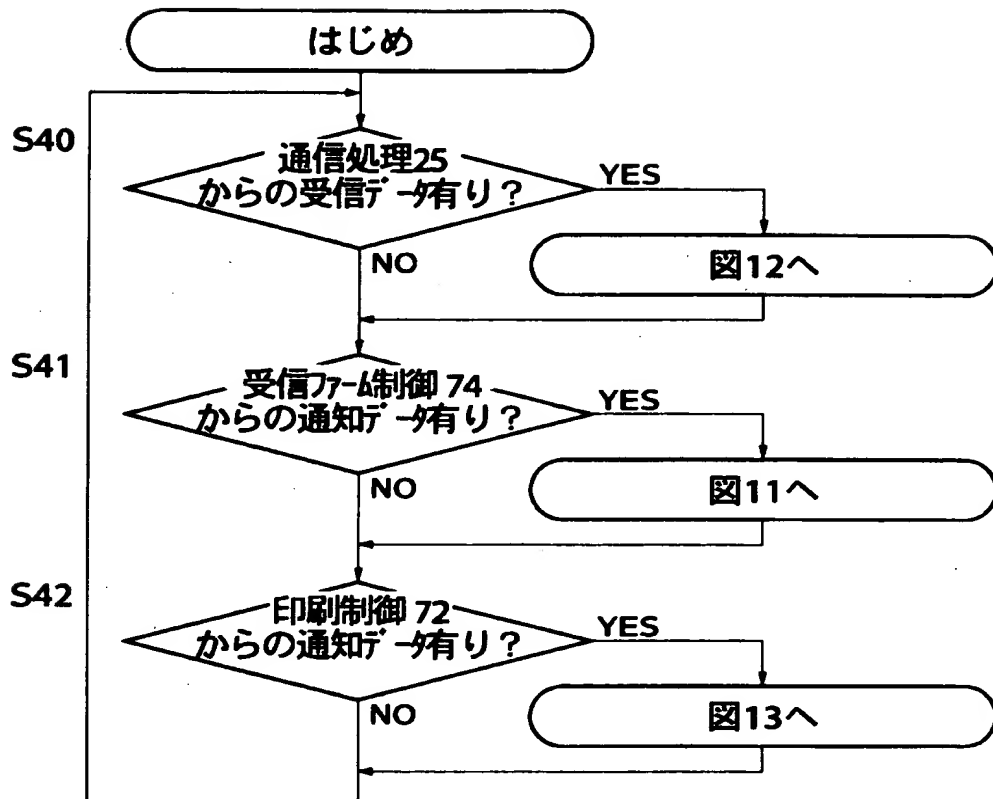 はじめ
S40
通信処理25
からの受信データ有り？
YES
NO
図12へ
S41
受信ファーム制御 74
からの通知データ有り？
YES
NO
図11へ
S42
印刷制御 72
からの通知データ有り？
YES
NO
図13へ